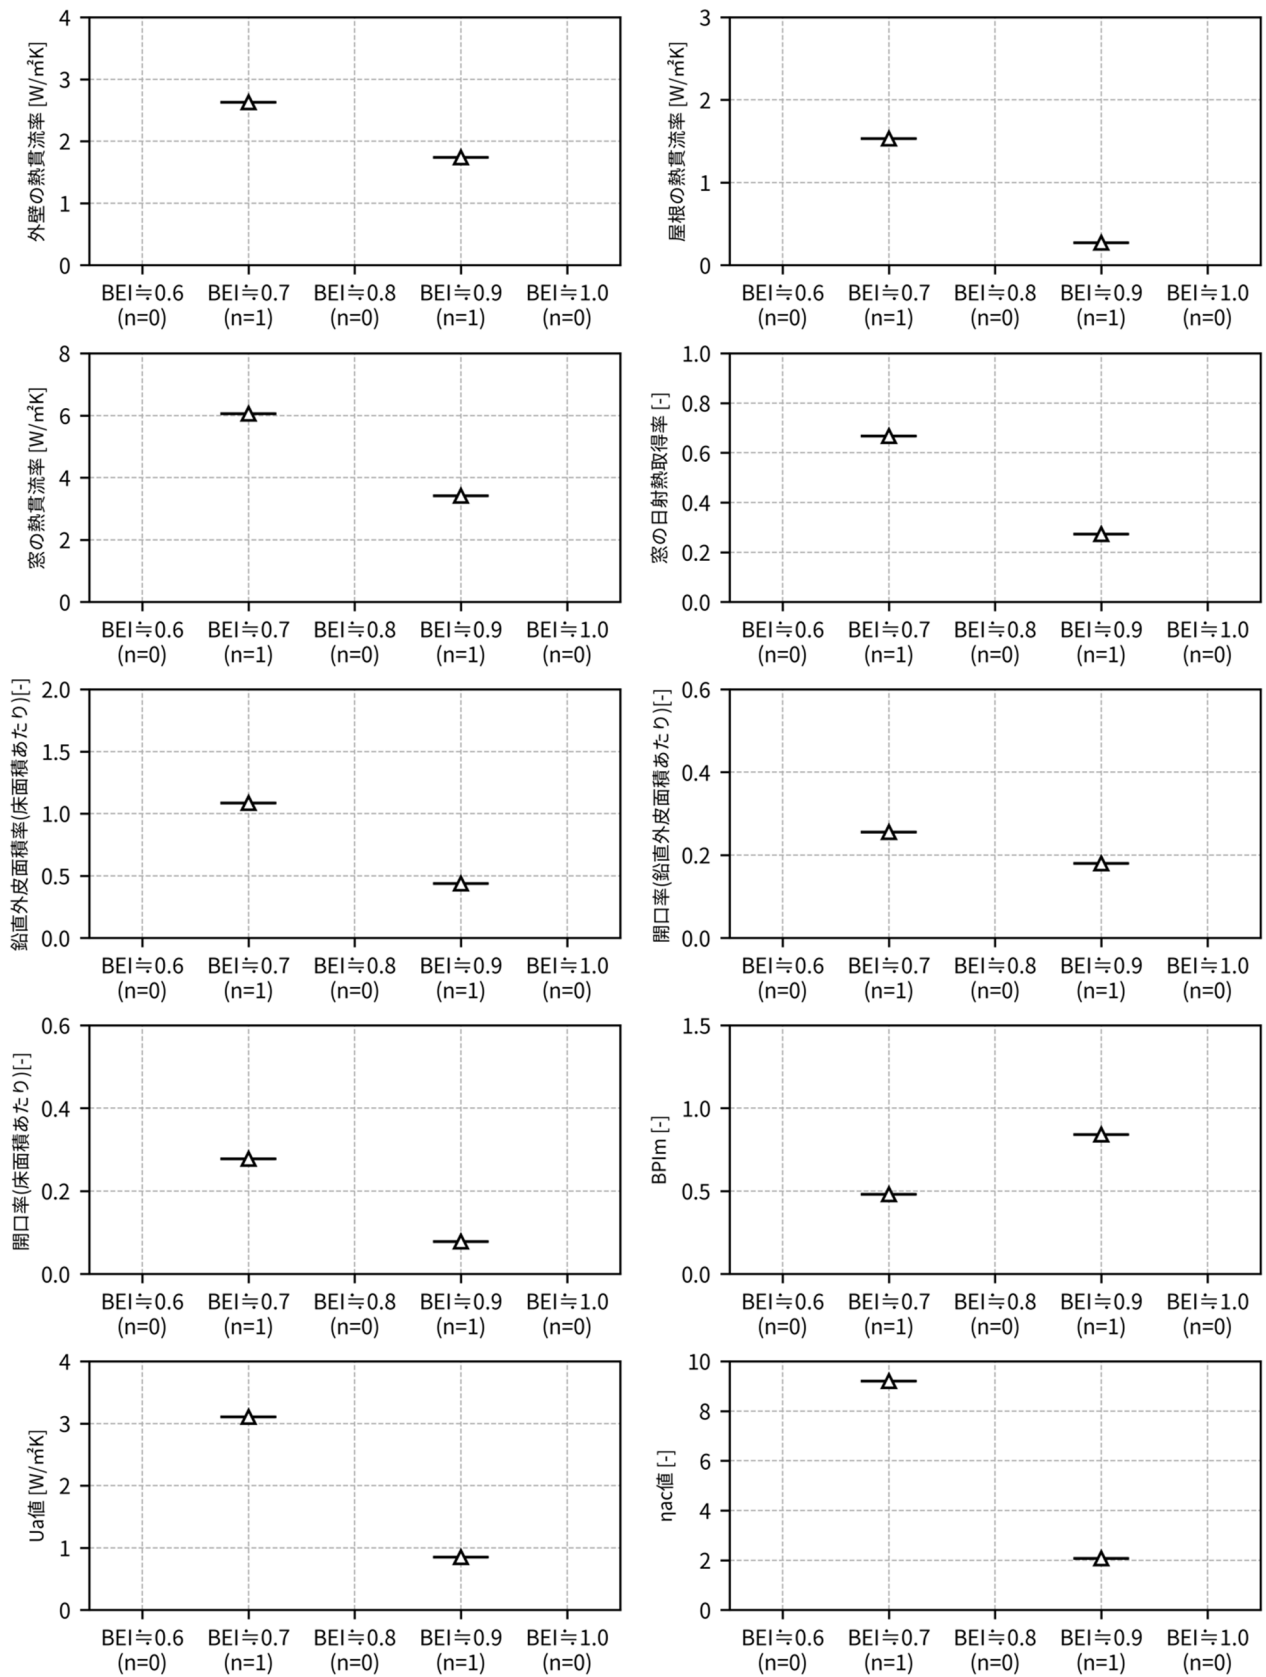 外壁の熱貫流率 [W/㎡K]
4
3
2
1
0
BEI≒0.6 BEI≒0.7 BEI≒0.8 BEI≒0.9 BEI≒1.0
(n=0) (n=1) (n=0) (n=1) (n=0)
屋根の熱貫流率 [W/㎡K]
3
2
1
0
BEI≒0.6 BEI≒0.7 BEI≒0.8 BEI≒0.9 BEI≒1.0
(n=0) (n=1) (n=0) (n=1) (n=0)
窓の熱貫流率 [W/㎡K]
8
6
4
2
0
BEI≒0.6 BEI≒0.7 BEI≒0.8 BEI≒0.9 BEI≒1.0
(n=0) (n=1) (n=0) (n=1) (n=0)
窓の日射熱取得率 [-]
1.0
0.8
0.6
0.4
0.2
0.0
BEI≒0.6 BEI≒0.7 BEI≒0.8 BEI≒0.9 BEI≒1.0
(n=0) (n=1) (n=0) (n=1) (n=0)
鉛直外皮面積率(床面積あたり)[-]
2.0
1.5
1.0
0.5
0.0
BEI≒0.6 BEI≒0.7 BEI≒0.8 BEI≒0.9 BEI≒1.0
(n=0) (n=1) (n=0) (n=1) (n=0)
開口率(鉛直外皮面積あたり)[-]
0.6
0.4
0.2
0.0
BEI≒0.6 BEI≒0.7 BEI≒0.8 BEI≒0.9 BEI≒1.0
(n=0) (n=1) (n=0) (n=1) (n=0)
開口率(床面積あたり)[-]
0.6
0.4
0.2
0.0
BEI≒0.6 BEI≒0.7 BEI≒0.8 BEI≒0.9 BEI≒1.0
(n=0) (n=1) (n=0) (n=1) (n=0)
BPIm [-]
1.5
1.0
0.5
0.0
BEI≒0.6 BEI≒0.7 BEI≒0.8 BEI≒0.9 BEI≒1.0
(n=0) (n=1) (n=0) (n=1) (n=0)
Ua値 [W/㎡K]
4
3
2
1
0
BEI≒0.6 BEI≒0.7 BEI≒0.8 BEI≒0.9 BEI≒1.0
(n=0) (n=1) (n=0) (n=1) (n=0)
ηac値 [-]
10
8
6
4
2
0
BEI≒0.6 BEI≒0.7 BEI≒0.8 BEI≒0.9 BEI≒1.0
(n=0) (n=1) (n=0) (n=1) (n=0)